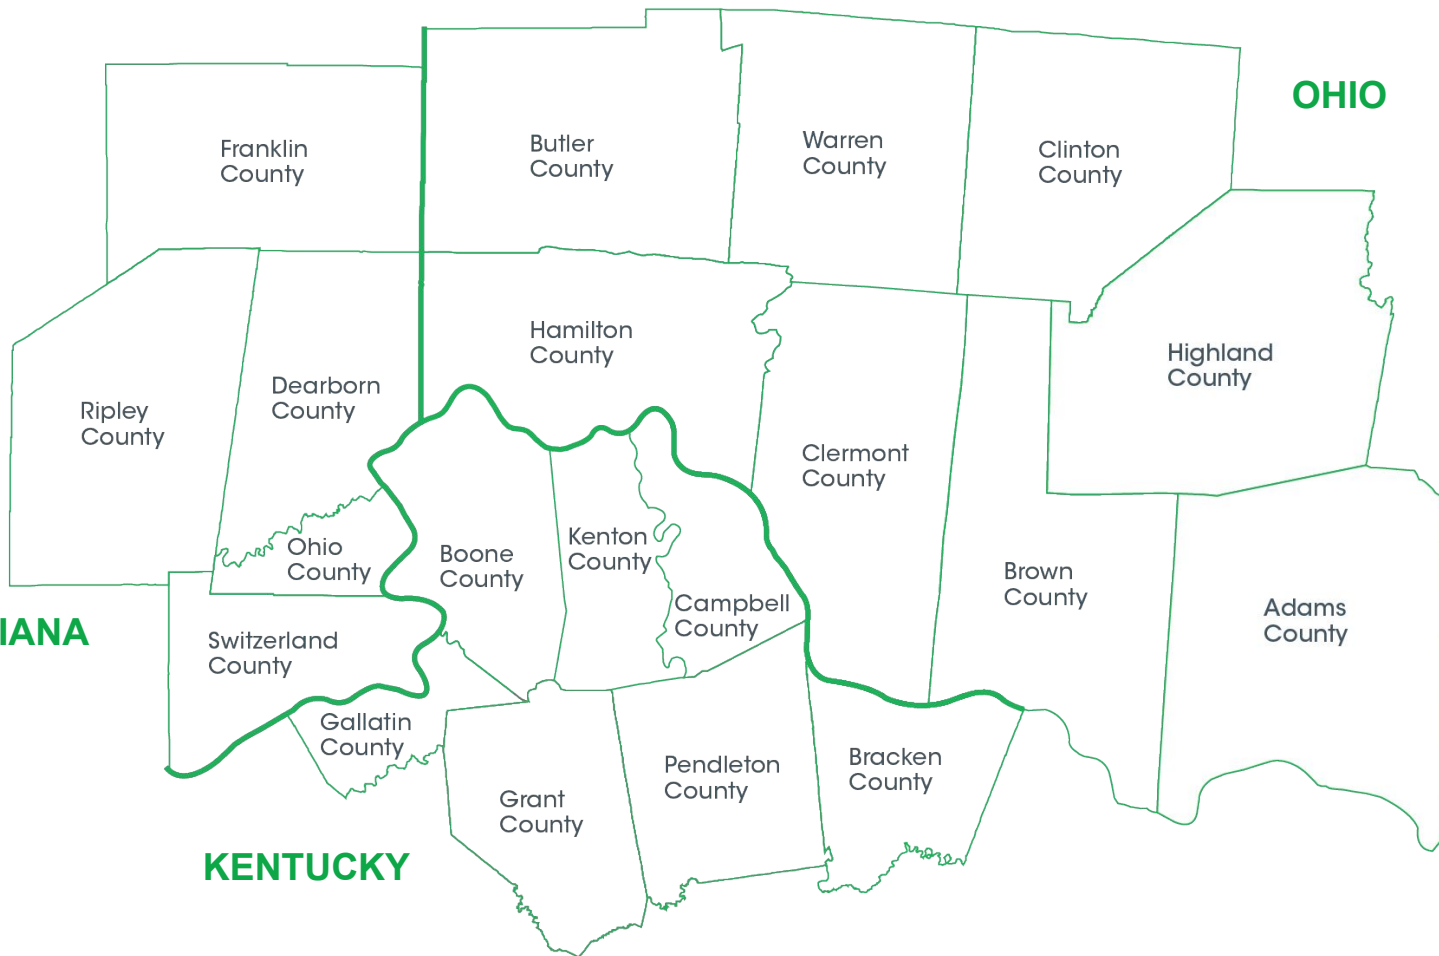 OHIO
Franklin
County
Butler
County
Warren
County
Clinton
County
Hamilton
County
Highland
County
Dearborn
County
Ripley
County
Clermont
County
Ohio
County
Boone
County
Kenton
County
Brown
County
Campbell
County
Adams
County
IANA
Switzerland
County
Gallatin
County
Pendleton
County
Bracken
County
Grant
County
KENTUCKY